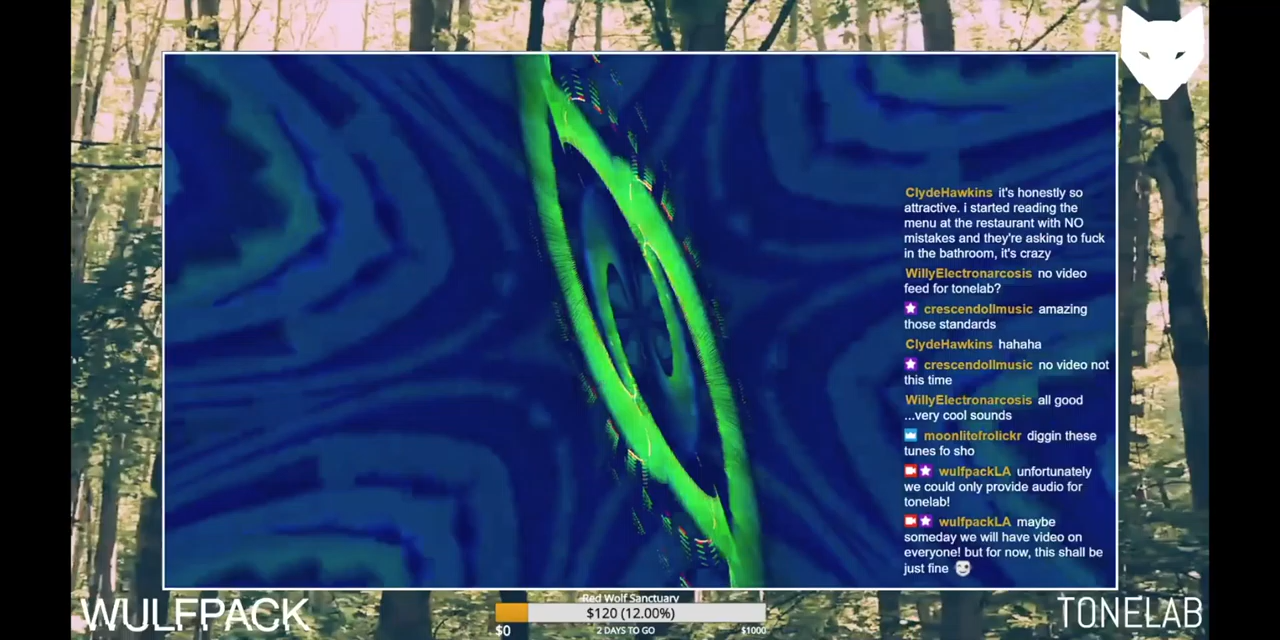 ClydeHawkins it's honestly so
attractive. i started reading the
menu at the restaurant with NO
mistakes and they're asking to fuck
in the bathroom, it's crazy
WillyElectronarcosis no video
feed for tonelab?
crescendollmusic amazing
those standards
ClydeHawkins hahaha
crescendollmusic no video not
this time
WillyElectronarcosis all good
...very cool sounds
moonlitefrolickr diggin these
tunes fo sho
wulfpackLA unfortunately
we could only provide audio for
tonelab!
wulfpackLA maybe
someday we will have video on
everyone! but for now, this shall be
just fine
WULFPACK
Red Wolf Sanctuary
$120 (12.00%)
$0 2 DAYS TO GO $1000
TONELAB